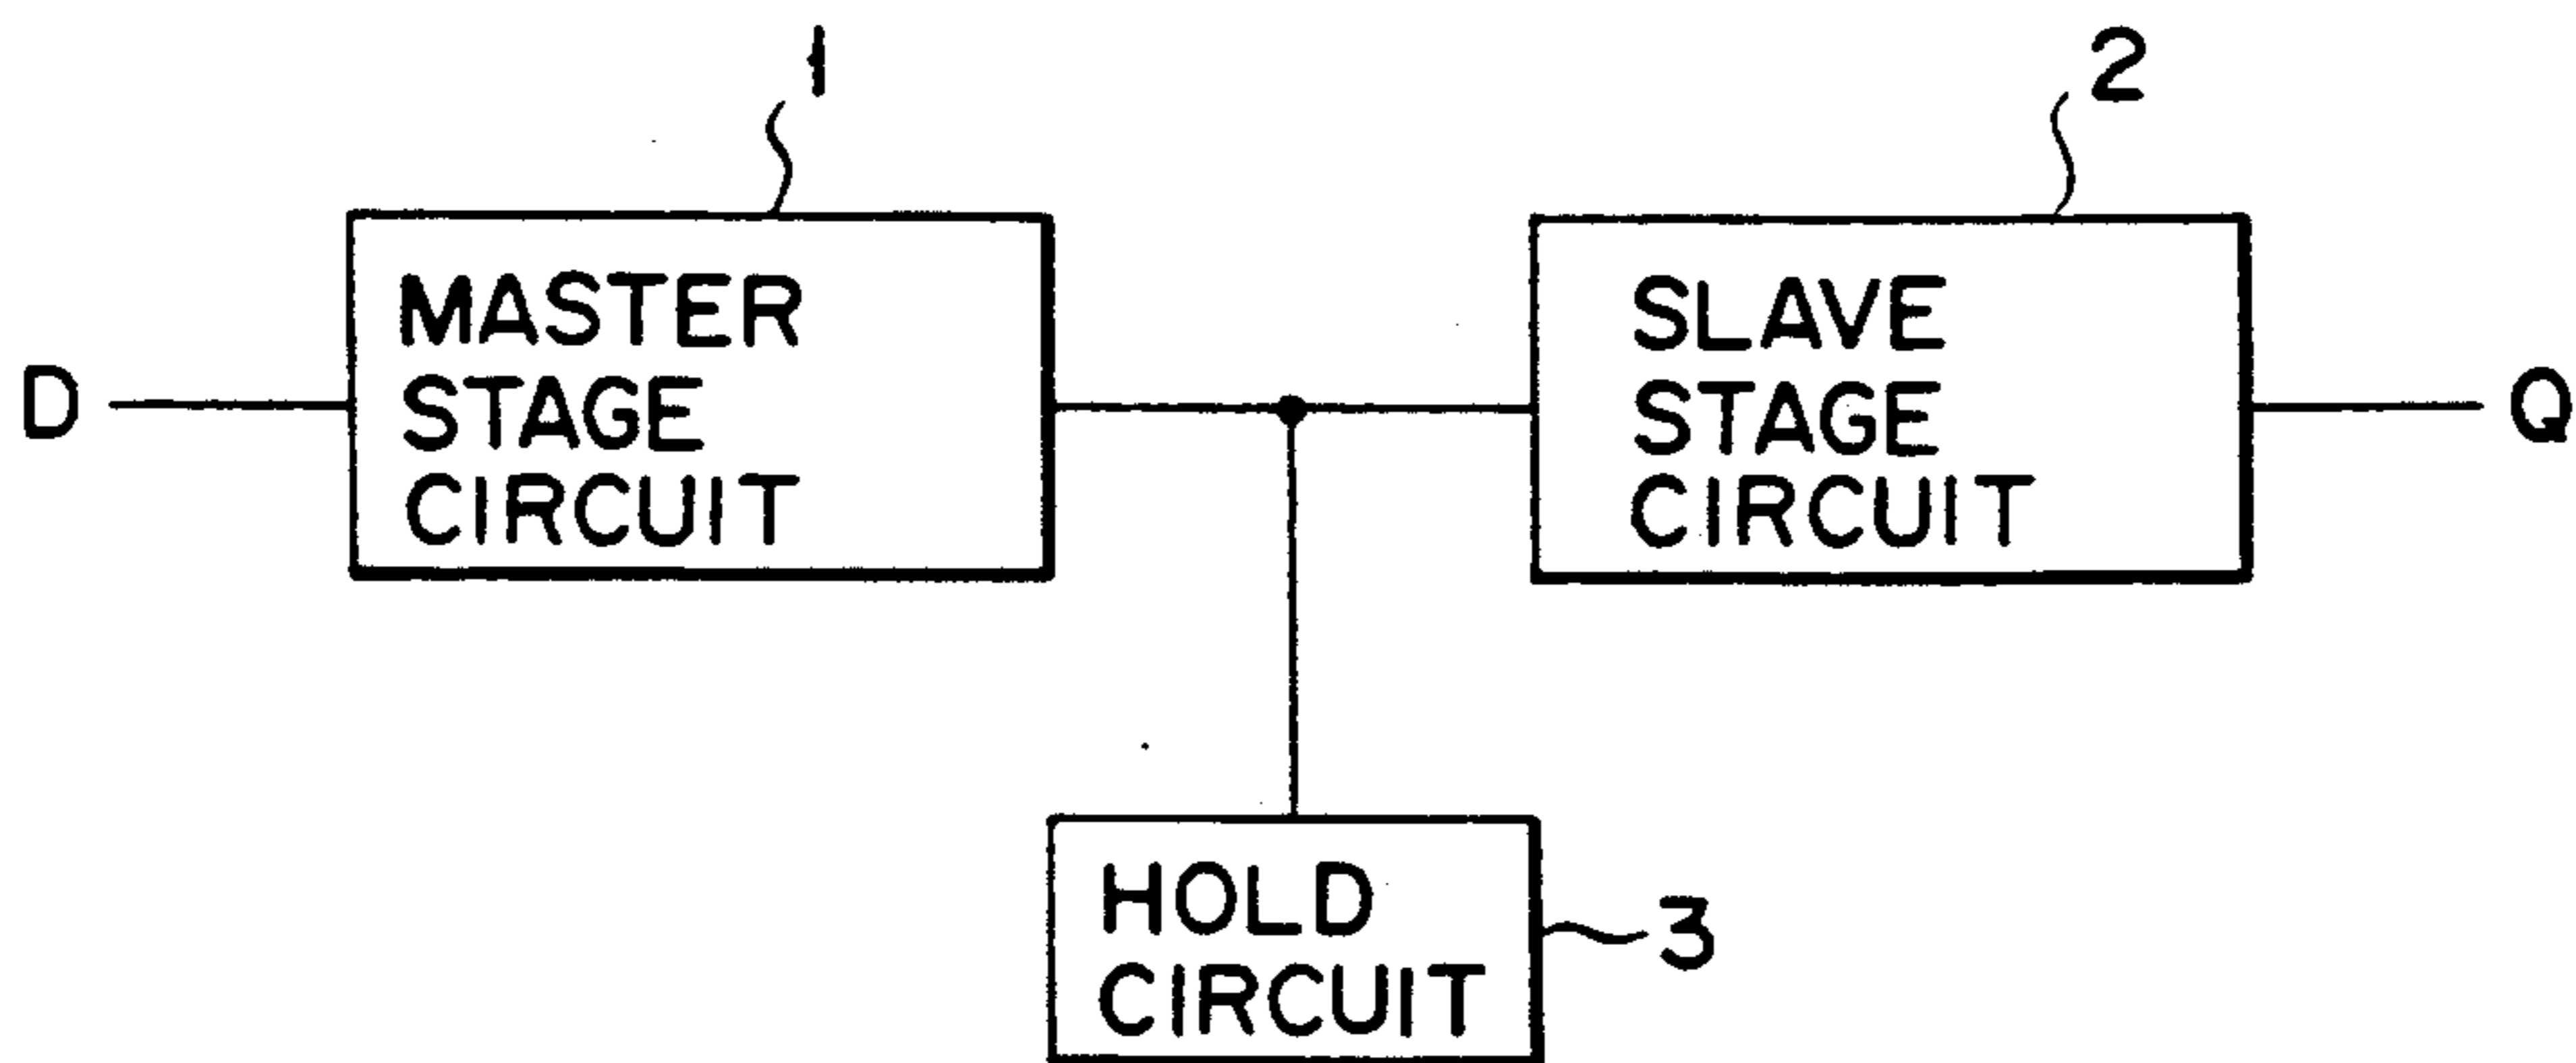 1
2
MASTER
STAGE
CIRCUIT
SLAVE
STAGE
CIRCUIT
D
Q
HOLD
CIRCUIT
3